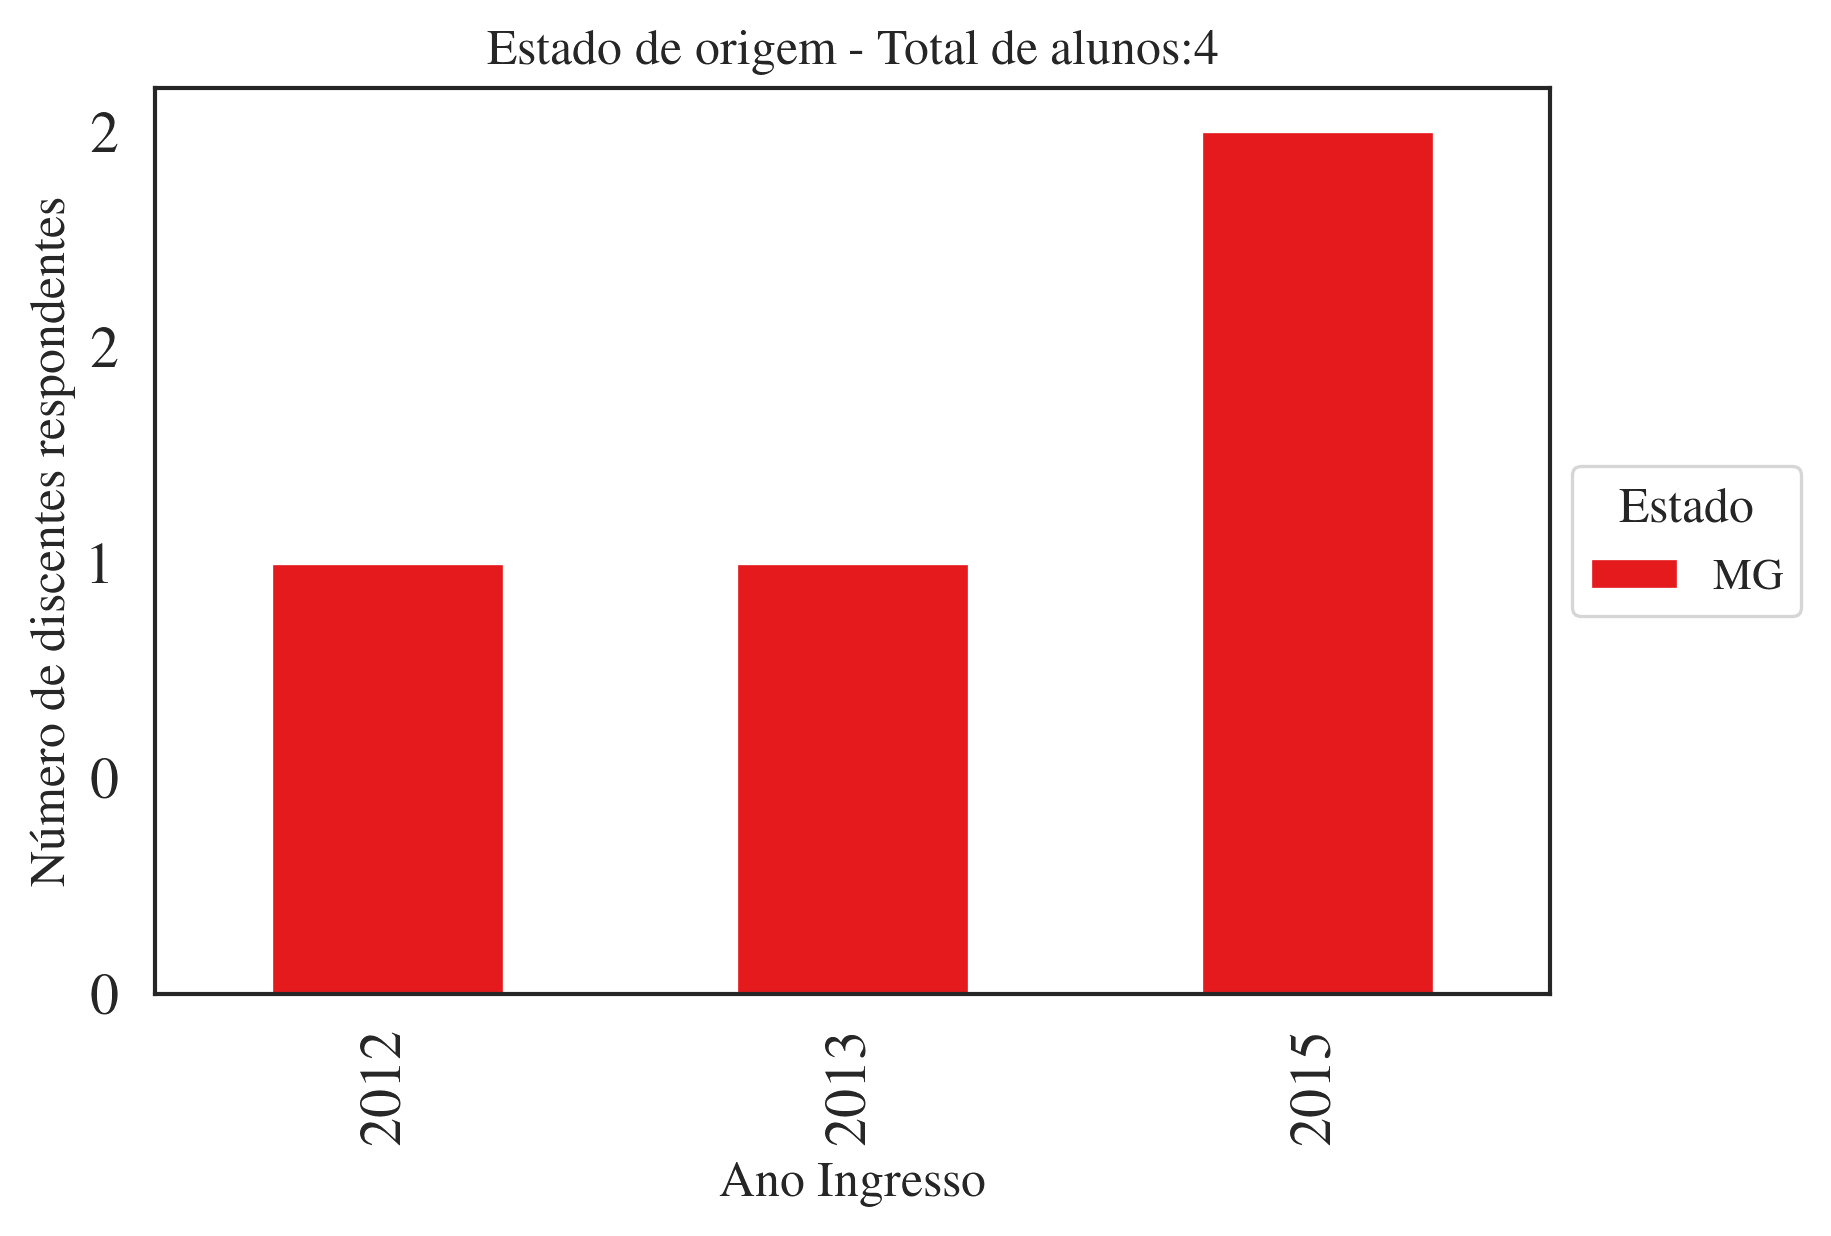 Estado de origem - Total de alunos:4
Número de discentes respondentes
2
2
1
0
0
2012
2013
2015
Ano Ingresso
Estado
MG